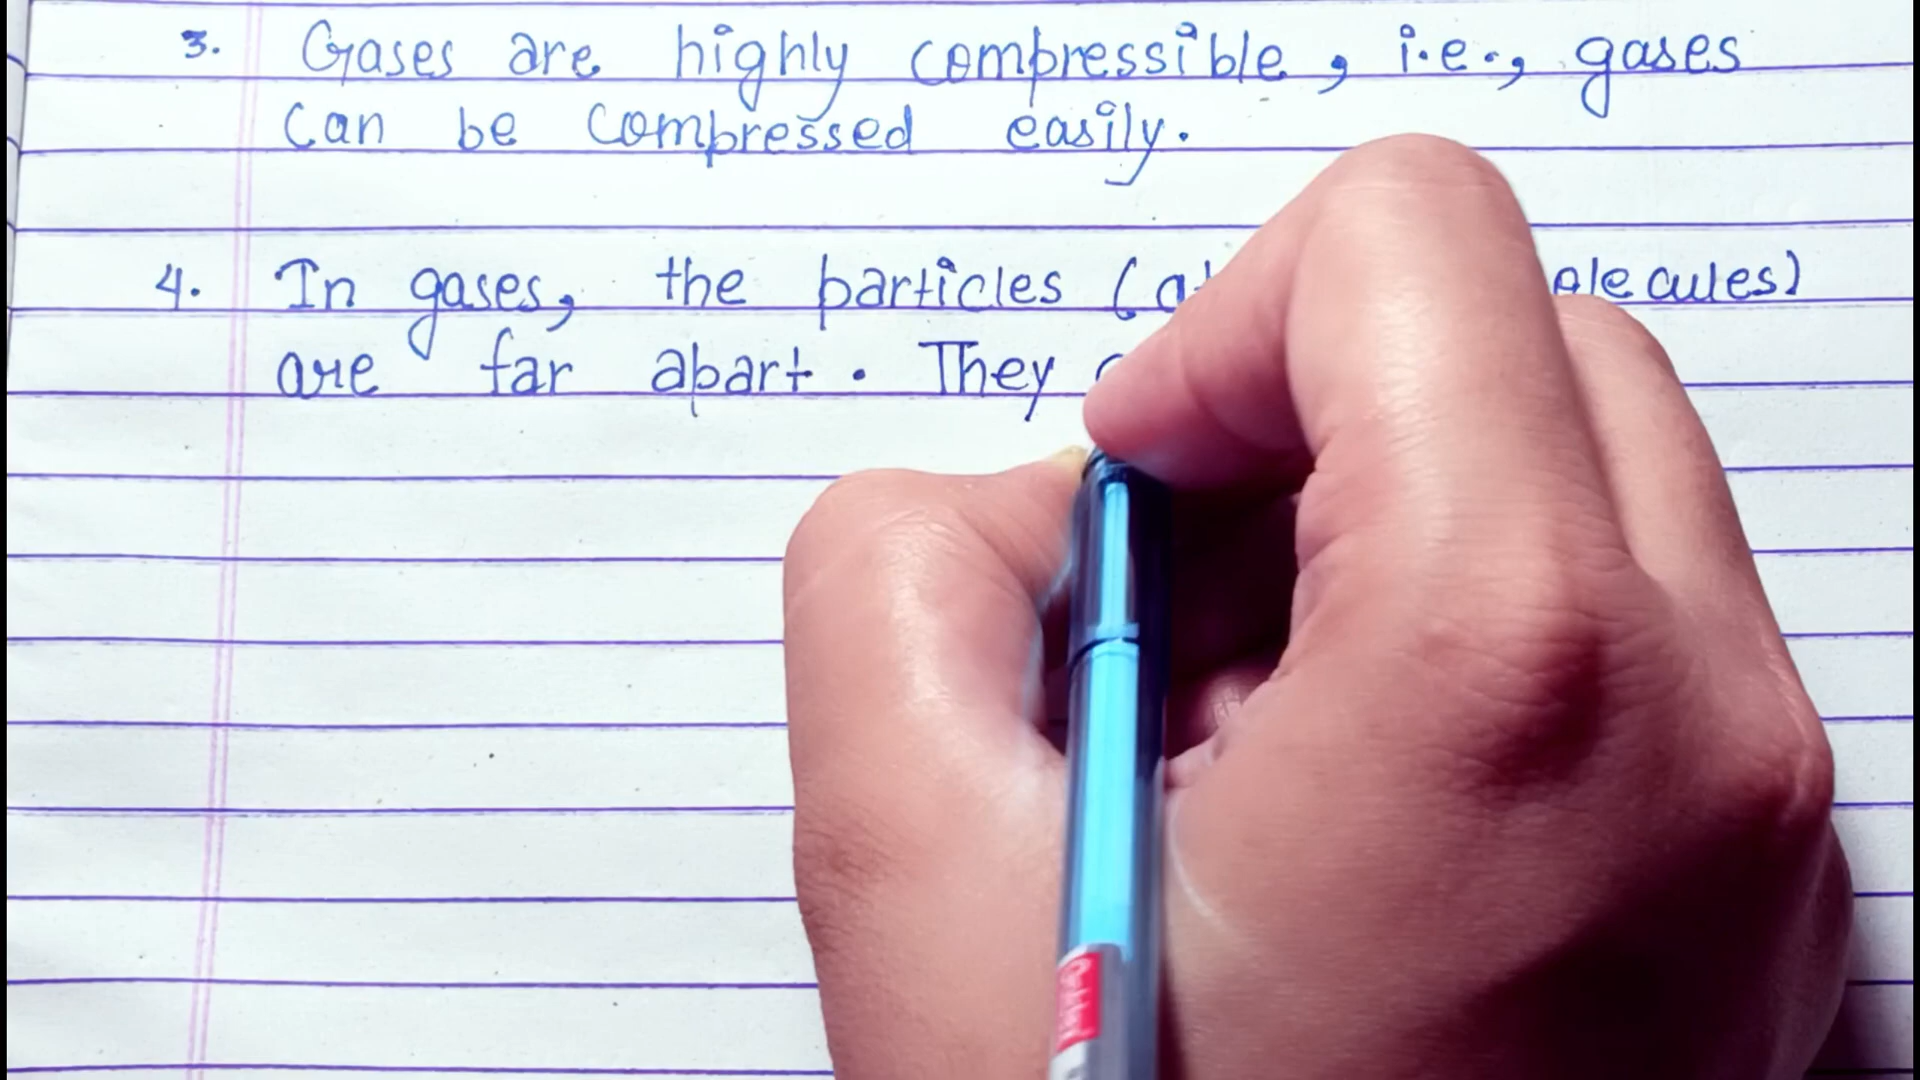 3. Gases are highly compressible, i.e., gases
can be compressed easily.
4. In gases, the particles (molecules)
are far apart. They